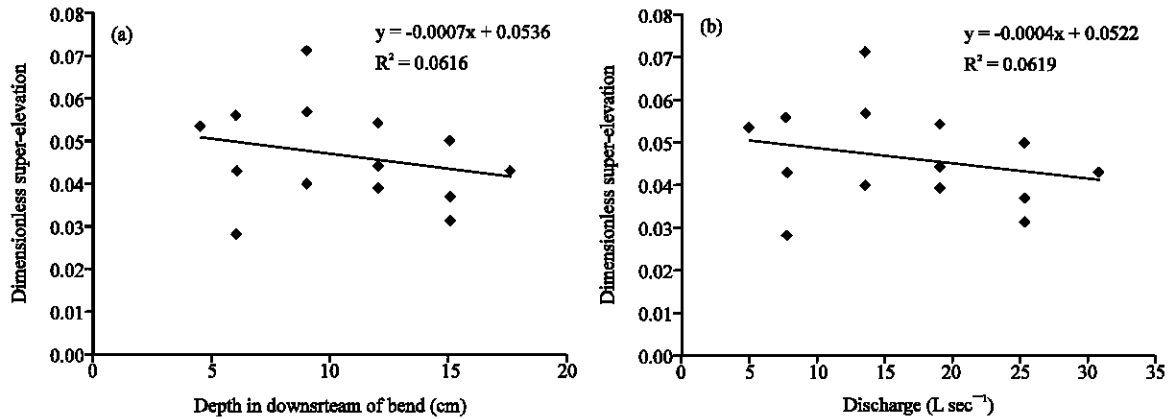 (a)
y = -0.0007x + 0.0536
R² = 0.0616
Dimensionless super-elevation
0.08
0.07
0.06
0.05
0.04
0.03
0.02
0.01
0.00
0 5 10 15 20
Depth in downsrteam of bend (cm)
(b)
y = -0.0004x + 0.0522
R² = 0.0619
Dimensionless super-elevation
0.08
0.07
0.06
0.05
0.04
0.03
0.02
0.01
0.00
0 5 10 15 20 25 30 35
Discharge (L sec⁻¹)